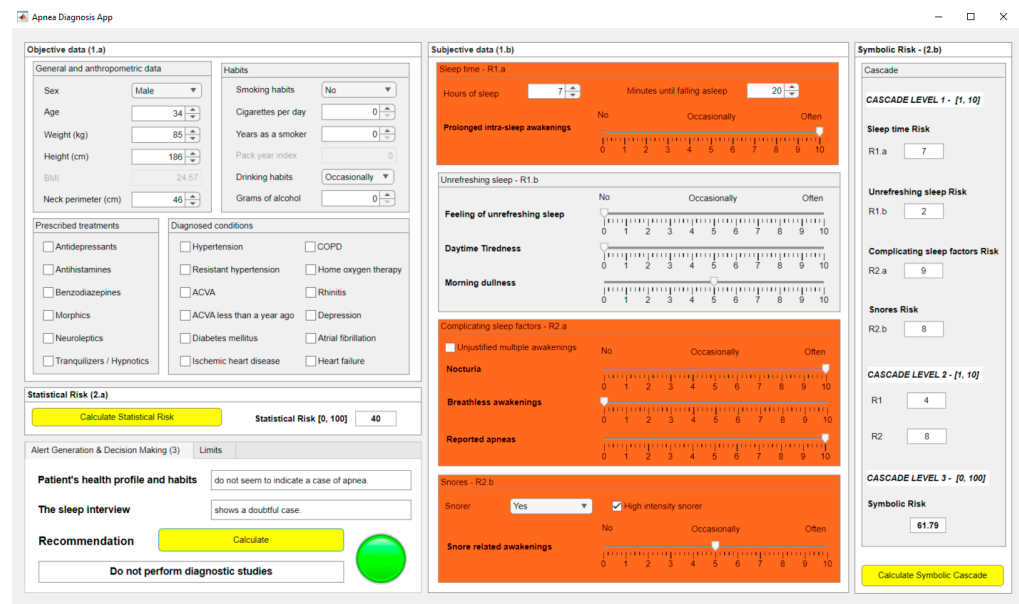 Apnea Diagnosis App
Objective data (1.a)
General and anthropometric data
Sex Male
Age 34
Weight (kg) 85
Height (cm) 186
BMI 24.57
Neck perimeter (cm) 46
Habits
Smoking habits No
Cigarettes per day 0
Years as a smoker 0
Pack year index 0
Drinking habits Occasionally
Grams of alcohol 0
Prescribed treatments
Antidepressants
Antihistamines
Benzodiazepines
Morphics
Neuroleptics
Tranquilizers / Hypnotics
Diagnosed conditions
Hypertension COPD
Resistant hypertension Home oxygen therapy
ACVA Rhinitis
ACVA less than a year ago Depression
Diabetes mellitus Atrial fibrillation
Ischemic heart disease Heart failure
Statistical Risk (2.a)
Calculate Statistical Risk Statistical Risk [0, 100] 40
Alert Generation & Decision Making (3) Limits
Patient's health profile and habits do not seem to indicate a case of apnea.
The sleep interview shows a doubtful case.
Recommendation Calculate
Do not perform diagnostic studies
Subjective data (1.b)
Sleep time - R1.a
Hours of sleep 7 Minutes until falling asleep 20
No Occasionally Often
Prolonged intra-sleep awakenings
0 1 2 3 4 5 6 7 8 9 10
Unrefreshing sleep - R1.b
No Occasionally Often
Feeling of unrefreshing sleep
0 1 2 3 4 5 6 7 8 9 10
Daytime Tiredness
0 1 2 3 4 5 6 7 8 9 10
Morning dullness
0 1 2 3 4 5 6 7 8 9 10
Complicating sleep factors - R2.a
Unjustified multiple awakenings No Occasionally Often
Nocturia
0 1 2 3 4 5 6 7 8 9 10
Breathless awakenings
0 1 2 3 4 5 6 7 8 9 10
Reported apneas
0 1 2 3 4 5 6 7 8 9 10
Snores - R2.b
Snorer Yes High intensity snorer
No Occasionally Often
Snore related awakenings
0 1 2 3 4 5 6 7 8 9 10
Symbolic Risk - (2.b)
Cascade
CASCADE LEVEL 1 - [1, 10]
Sleep time Risk
R1.a 7
Unrefreshing sleep Risk
R1.b 2
Complicating sleep factors Risk
R2.a 9
Snores Risk
R2.b 8
CASCADE LEVEL 2 - [1, 10]
R1 4
R2 8
CASCADE LEVEL 3 - [0, 100]
Symbolic Risk
61.79
Calculate Symbolic Cascade